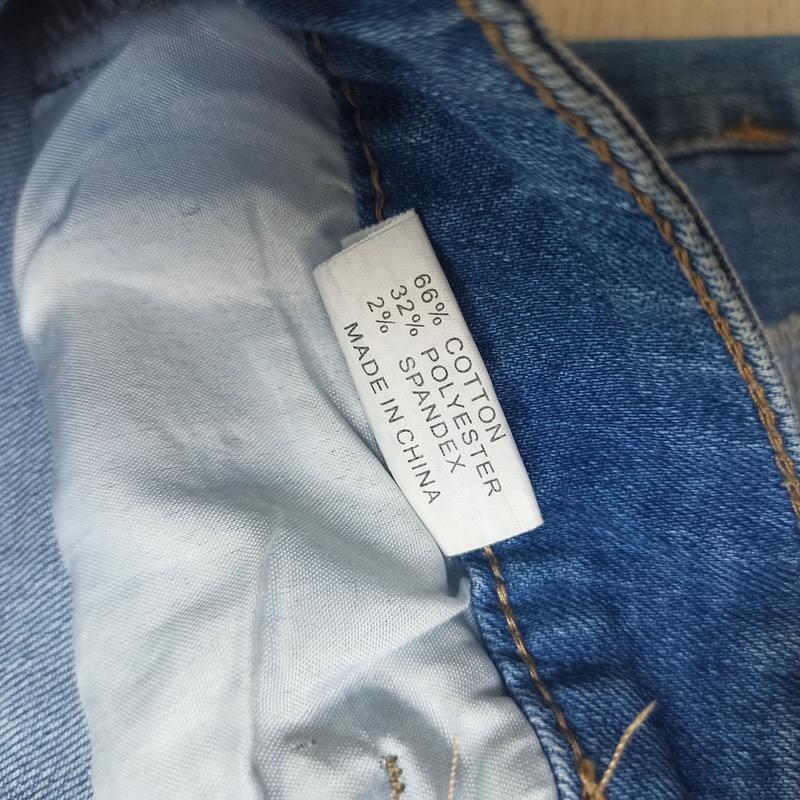 66% COTTON
32% POLYESTER
2% SPANDEX
MADE IN CHINA